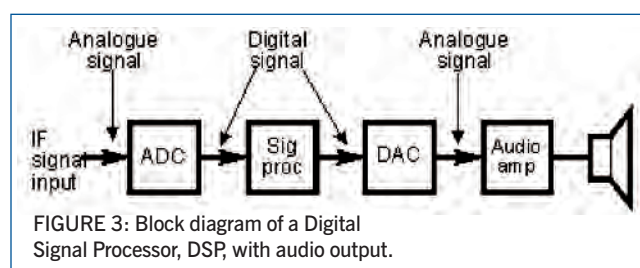 Analogue
signal
Digital
signal
Analogue
signal
IF
signal
input
ADC
Sig
proc
DAC
Audio
amp
FIGURE 3: Block diagram of a Digital
Signal Processor, DSP, with audio output.